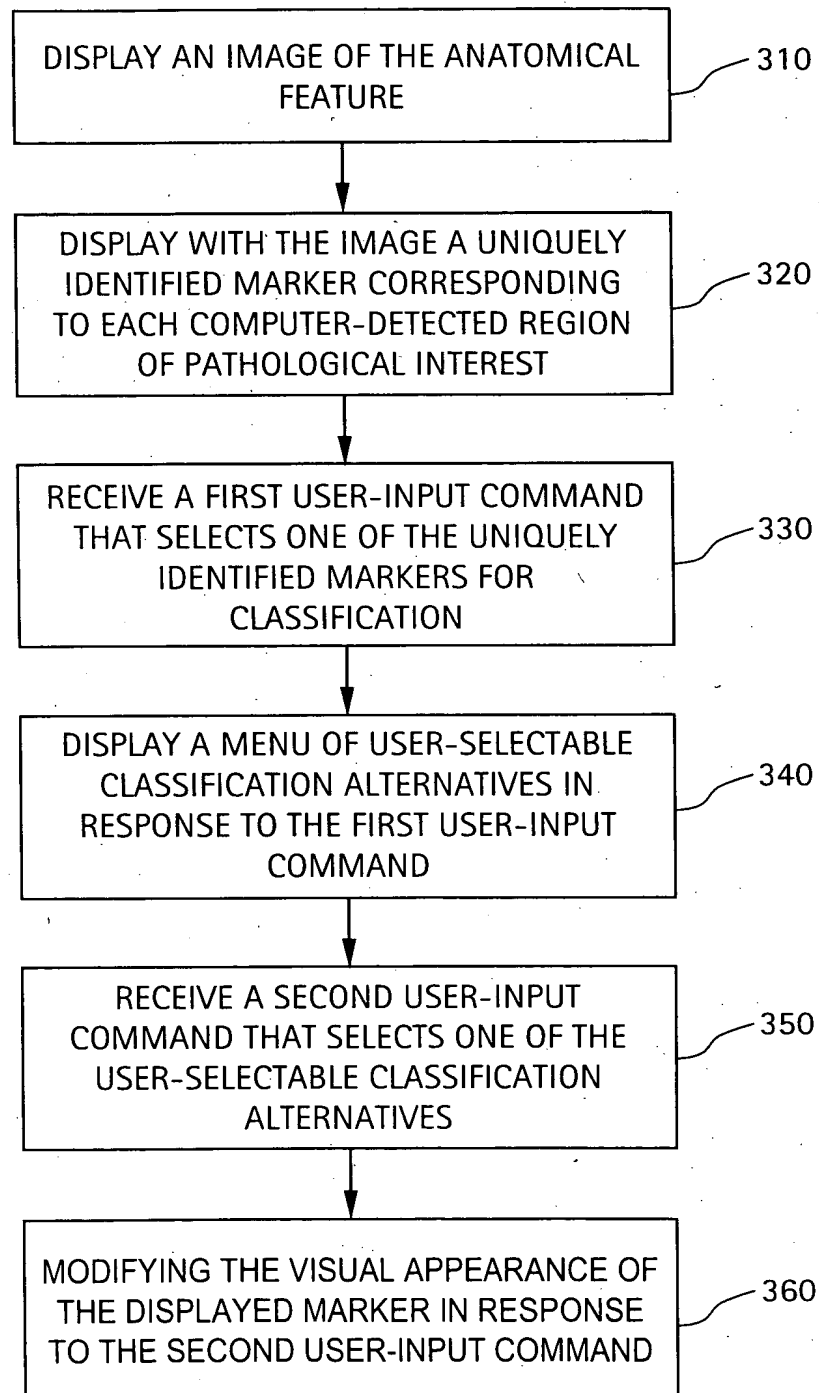 DISPLAY AN IMAGE OF THE ANATOMICAL
FEATURE
310
DISPLAY WITH THE IMAGE A UNIQUELY
IDENTIFIED MARKER CORRESPONDING
TO EACH COMPUTER-DETECTED REGION
OF PATHOLOGICAL INTEREST
320
RECEIVE A FIRST USER-INPUT COMMAND
THAT SELECTS ONE OF THE UNIQUELY
IDENTIFIED MARKERS FOR
CLASSIFICATION
330
DISPLAY A MENU OF USER-SELECTABLE
CLASSIFICATION ALTERNATIVES IN
RESPONSE TO THE FIRST USER-INPUT
COMMAND
340
RECEIVE A SECOND USER-INPUT
COMMAND THAT SELECTS ONE OF THE
USER-SELECTABLE CLASSIFICATION
ALTERNATIVES
350
MODIFYING THE VISUAL APPEARANCE OF
THE DISPLAYED MARKER IN RESPONSE
TO THE SECOND USER-INPUT COMMAND
360